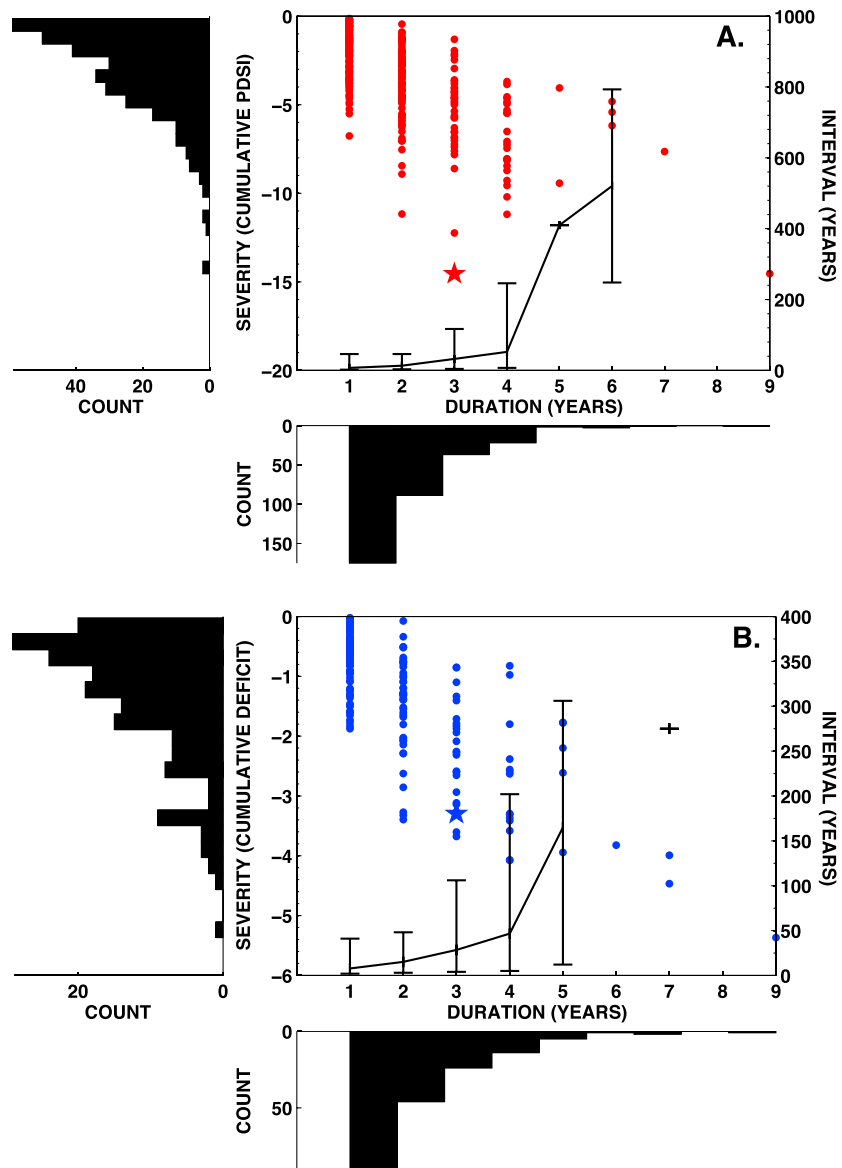 A.
0
−5
−10
−15
−20
SEVERITY (CUMULATIVE PDSI)
1000
800
600
400
200
0
INTERVAL (YEARS)
40 20 0
COUNT
1 2 3 4 5 6 7 8 9
DURATION (YEARS)
0
50
100
150
COUNT
B.
0
−1
−2
−3
−4
−5
−6
SEVERITY (CUMULATIVE DEFICIT)
400
350
300
250
200
150
100
50
0
INTERVAL (YEARS)
20 0
COUNT
1 2 3 4 5 6 7 8 9
DURATION (YEARS)
0
50
COUNT